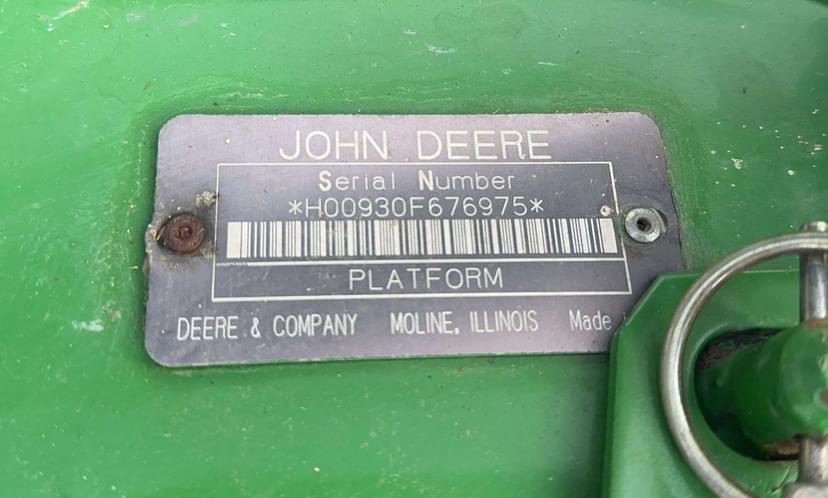 JOHN DEERE
Serial Number
*H00930F676975*
PLATFORM
DEERE & COMPANY MOLINE, ILLINOIS Made